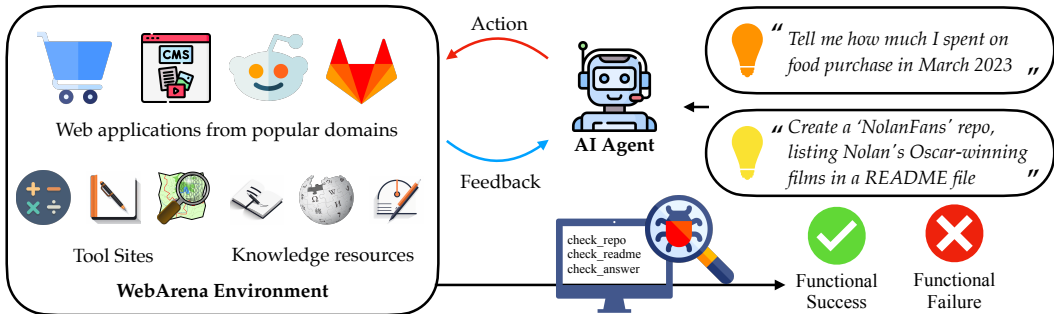 CMS
Web applications from popular domains
Tool Sites
Knowledge resources
WebArena Environment
Action
Feedback
AI Agent
“ Tell me how much I spent on
food purchase in March 2023 ”
“ Create a ‘NolanFans’ repo,
listing Nolan's Oscar-winning
films in a README file ”
check_repo
check_readme
check_answer
Functional
Success
Functional
Failure